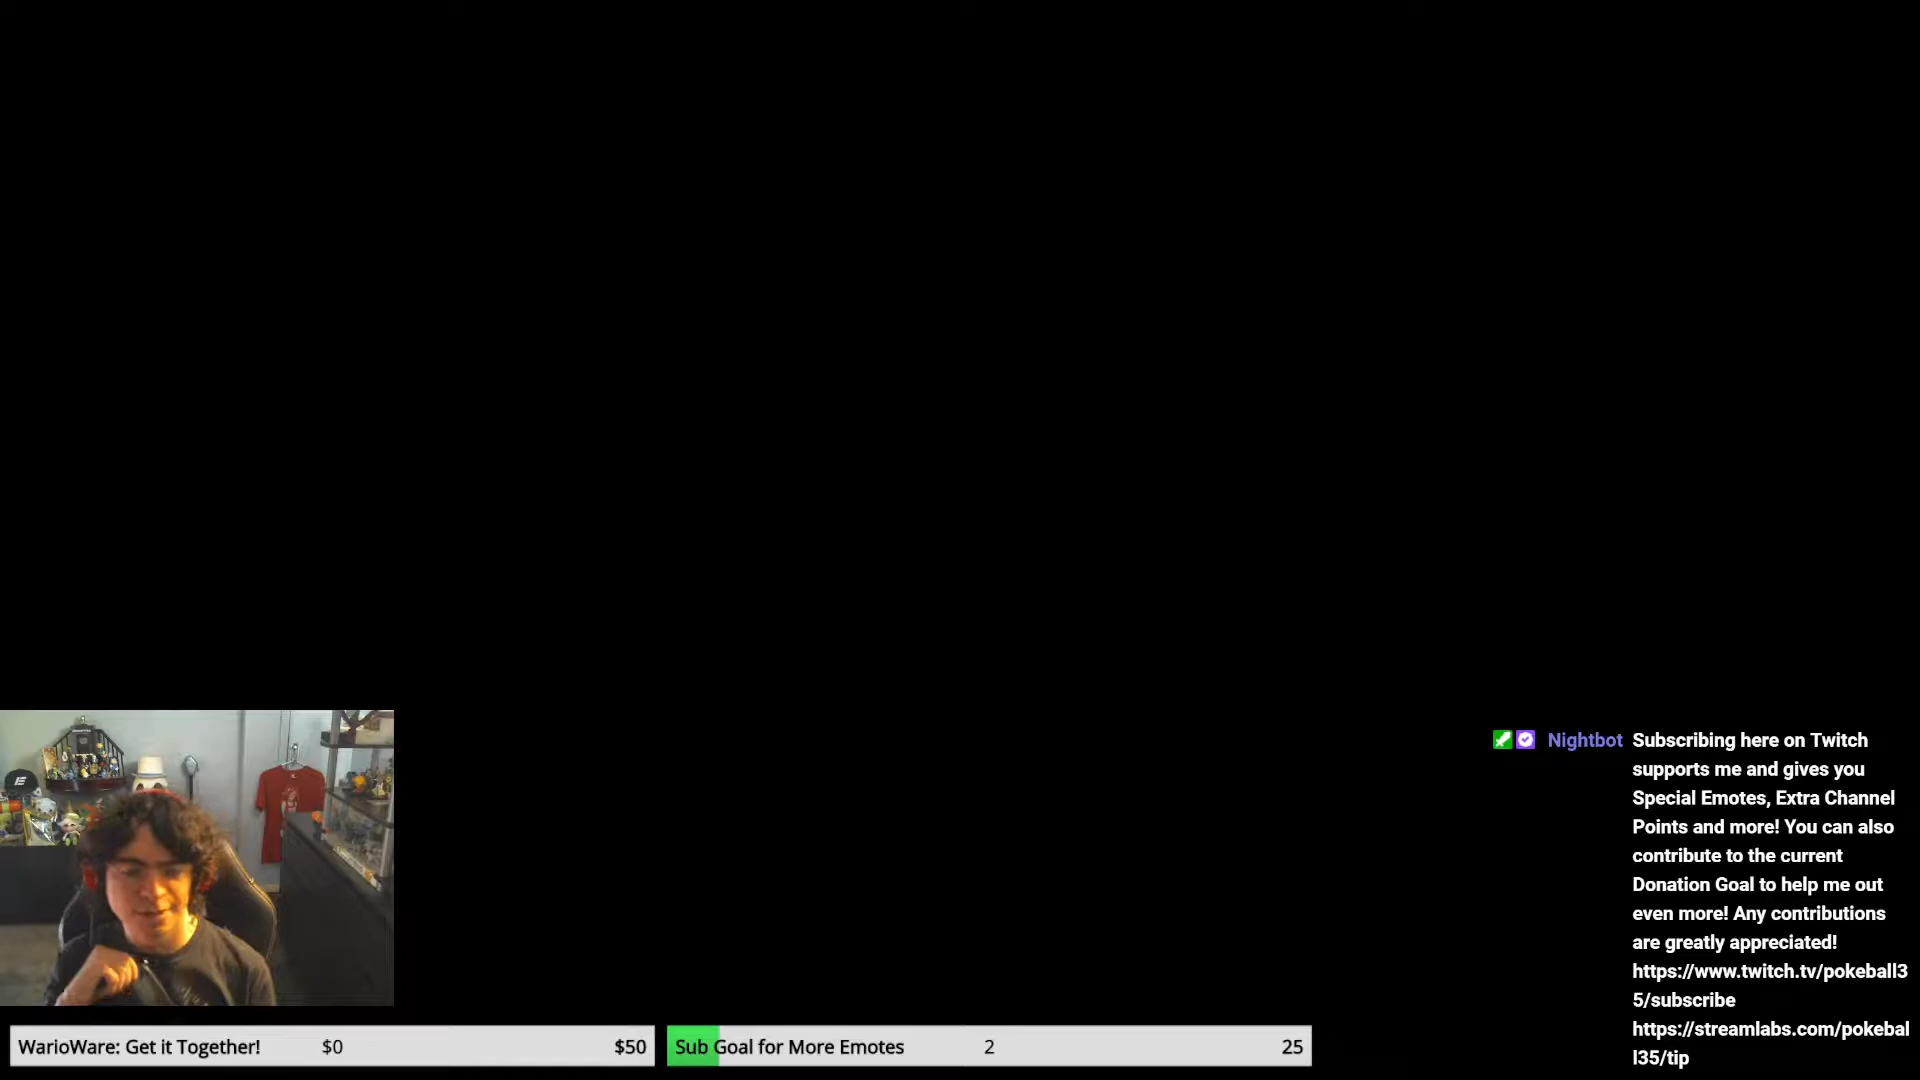 Nightbot Subscribing here on Twitch
supports me and gives you
Special Emotes, Extra Channel
Points and more! You can also
contribute to the current
Donation Goal to help me out
even more! Any contributions
are greatly appreciated!
https://www.twitch.tv/pokeball3
5/subscribe
https://streamlabs.com/pokebal
l35/tip
WarioWare: Get it Together! $0 $50
Sub Goal for More Emotes 2 25